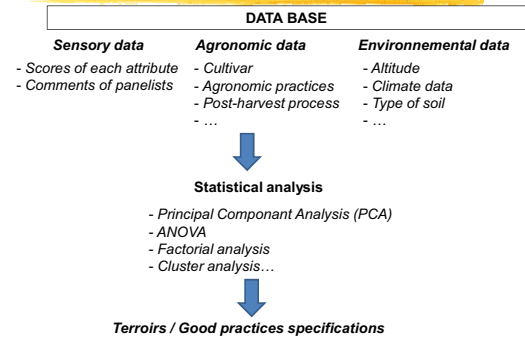 DATA BASE
Sensory data Agronomic data Environnemental data
- Scores of each attribute - Cultivar - Altitude
- Comments of panelists - Agronomic practices - Climate data
- Post-harvest process - Type of soil
- ... - ...
Statistical analysis
- Principal Componant Analysis (PCA)
- ANOVA
- Factorial analysis
- Cluster analysis...
Terroirs / Good practices specifications